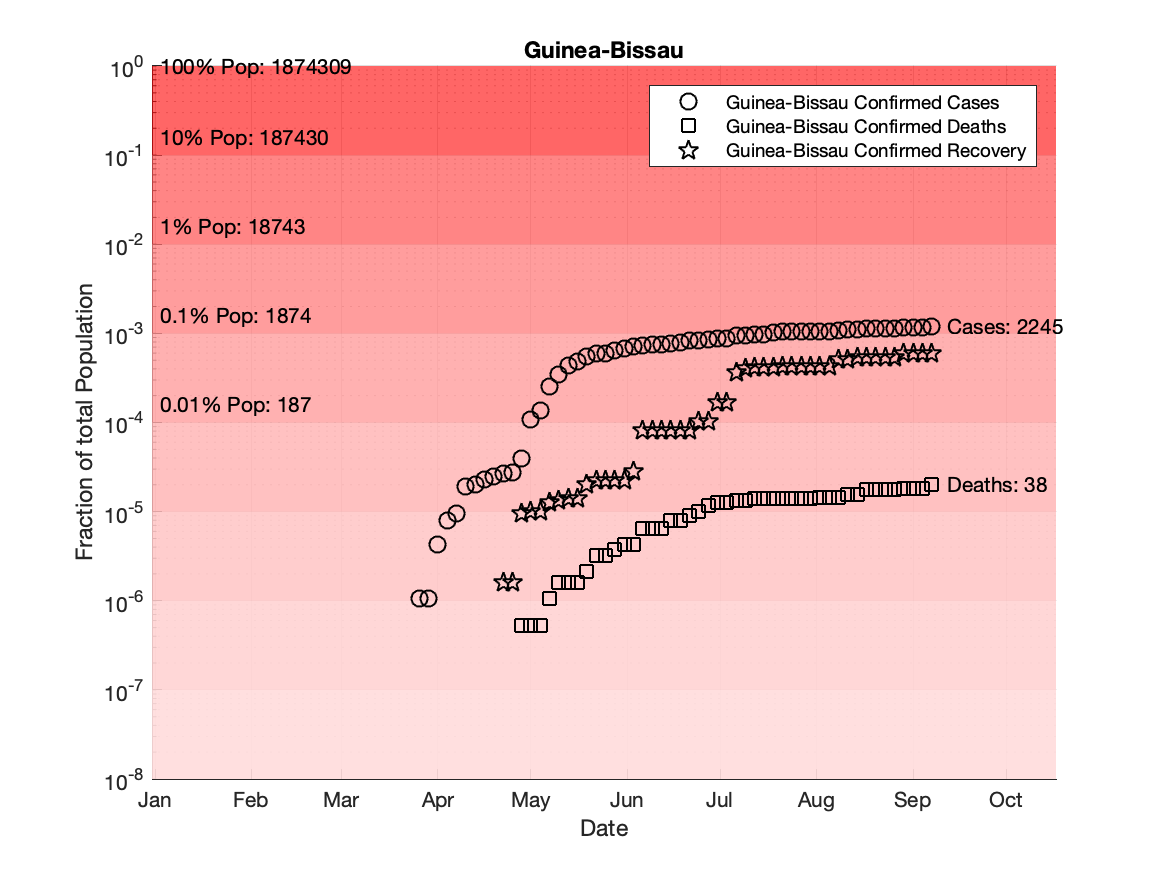 Guinea-Bissau
10^0
100% Pop: 1874309
Guinea-Bissau Confirmed Cases
Guinea-Bissau Confirmed Deaths
Guinea-Bissau Confirmed Recovery
10% Pop: 187430
10^-1
1% Pop: 18743
10^-2
0.1% Pop: 1874
10^-3
Cases: 2245
0.01% Pop: 187
10^-4
Deaths: 38
10^-5
10^-6
10^-7
10^-8
Fraction of total Population
Jan Feb Mar Apr May Jun Jul Aug Sep Oct
Date